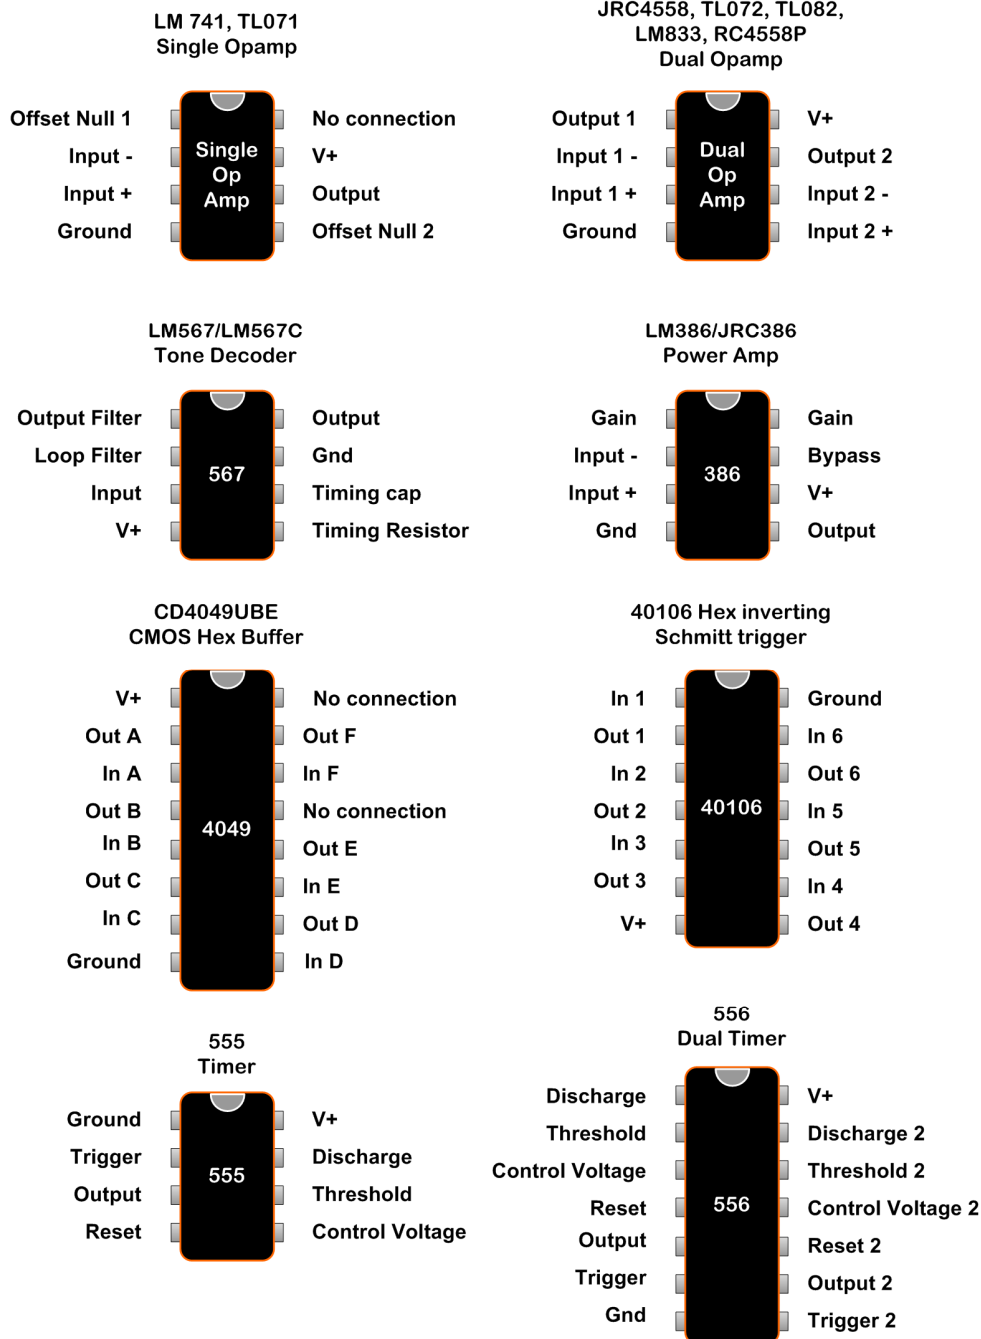 LM 741, TL071
Single Opamp
Offset Null 1
Input -
Input +
Ground
Single
Op
Amp
No connection
V+
Output
Offset Null 2
JRC4558, TL072, TL082,
LM833, RC4558P
Dual Opamp
Output 1
Input 1 -
Input 1 +
Ground
Dual
Op
Amp
V+
Output 2
Input 2 -
Input 2 +
LM567/LM567C
Tone Decoder
Output Filter
Loop Filter
Input
V+
567
Output
Gnd
Timing cap
Timing Resistor
LM386/JRC386
Power Amp
Gain
Input -
Input +
Gnd
386
Gain
Bypass
V+
Output
CD4049UBE
CMOS Hex Buffer
V+
Out A
In A
Out B
In B
Out C
In C
Ground
4049
No connection
Out F
In F
No connection
Out E
In E
Out D
In D
40106 Hex inverting
Schmitt trigger
In 1
Out 1
In 2
Out 2
In 3
Out 3
V+
40106
Ground
In 6
Out 6
In 5
Out 5
In 4
Out 4
555
Timer
Ground
Trigger
Output
Reset
555
V+
Discharge
Threshold
Control Voltage
556
Dual Timer
Discharge
Threshold
Control Voltage
Reset
Output
Trigger
Gnd
556
V+
Discharge 2
Threshold 2
Control Voltage 2
Reset 2
Output 2
Trigger 2